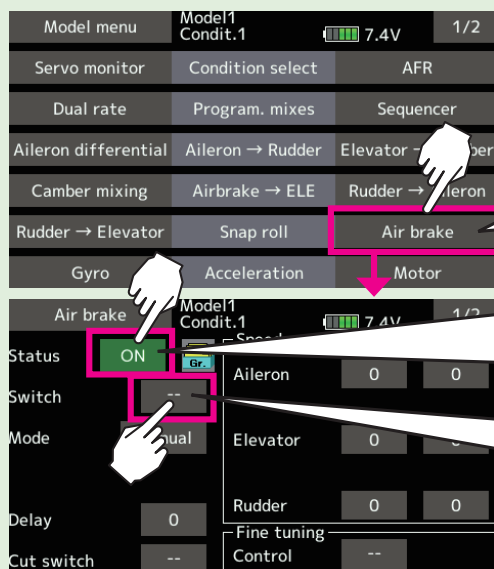 Model menu Model1 Condit.1 7.4V 1/2
Servo monitor Condition select AFR
Dual rate Program. mixes Sequencer
Aileron differential Aileron → Rudder Elevator
Camber mixing Airbrake → ELE Rudder →
Rudder → Elevator Snap roll Air brake
Gyro Acceleration Motor
Air brake Model1 Condit.1 7.4V 1/2
Status ON Gr.
Aileron 0 0
Switch --
Mode Elevator 0 0
Rudder 0 0
Delay 0
Fine tuning
Cut switch -- Control --